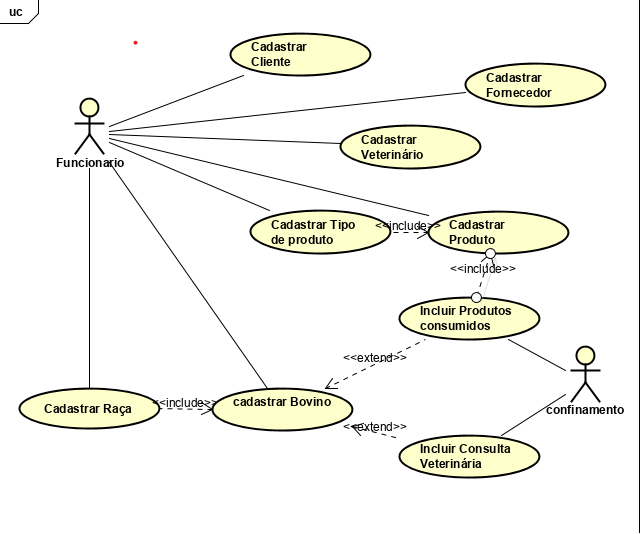 uc
Cadastrar
Cliente
Cadastrar
Fornecedor
Funcionario
Cadastrar
Veterinário
Cadastrar Tipo
de produto
<<include>>
Cadastrar
Produto
<<include>>
Incluir Produtos
consumidos
<<extend>>
confinamento
Cadastrar Raça
<<include>>
cadastrar Bovino
<<extend>>
Incluir Consulta
Veterinária